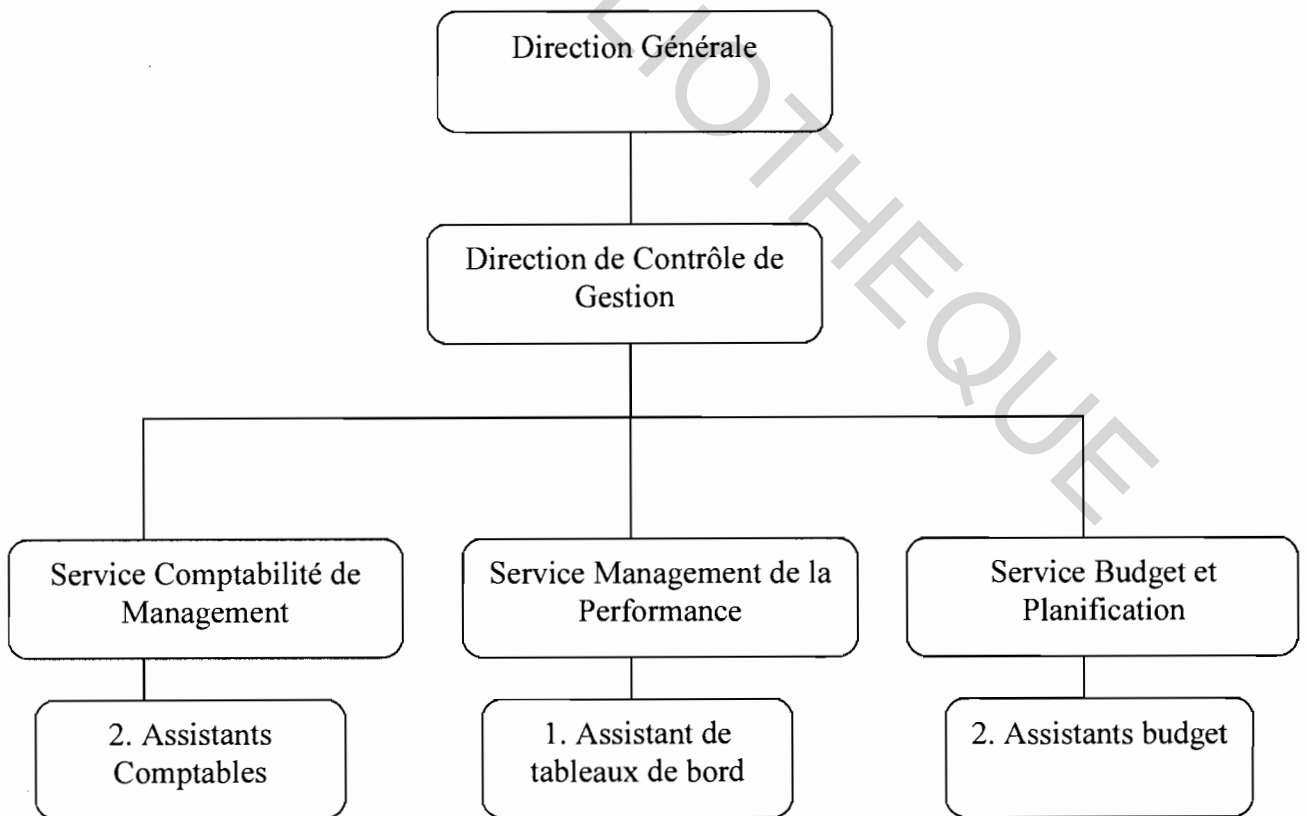 Direction Générale
Direction de Contrôle de
Gestion
Service Comptabilité de
Management
Service Management de la
Performance
Service Budget et
Planification
2. Assistants
Comptables
1. Assistant de
tableaux de bord
2. Assistants budget
LIOTHEQUE